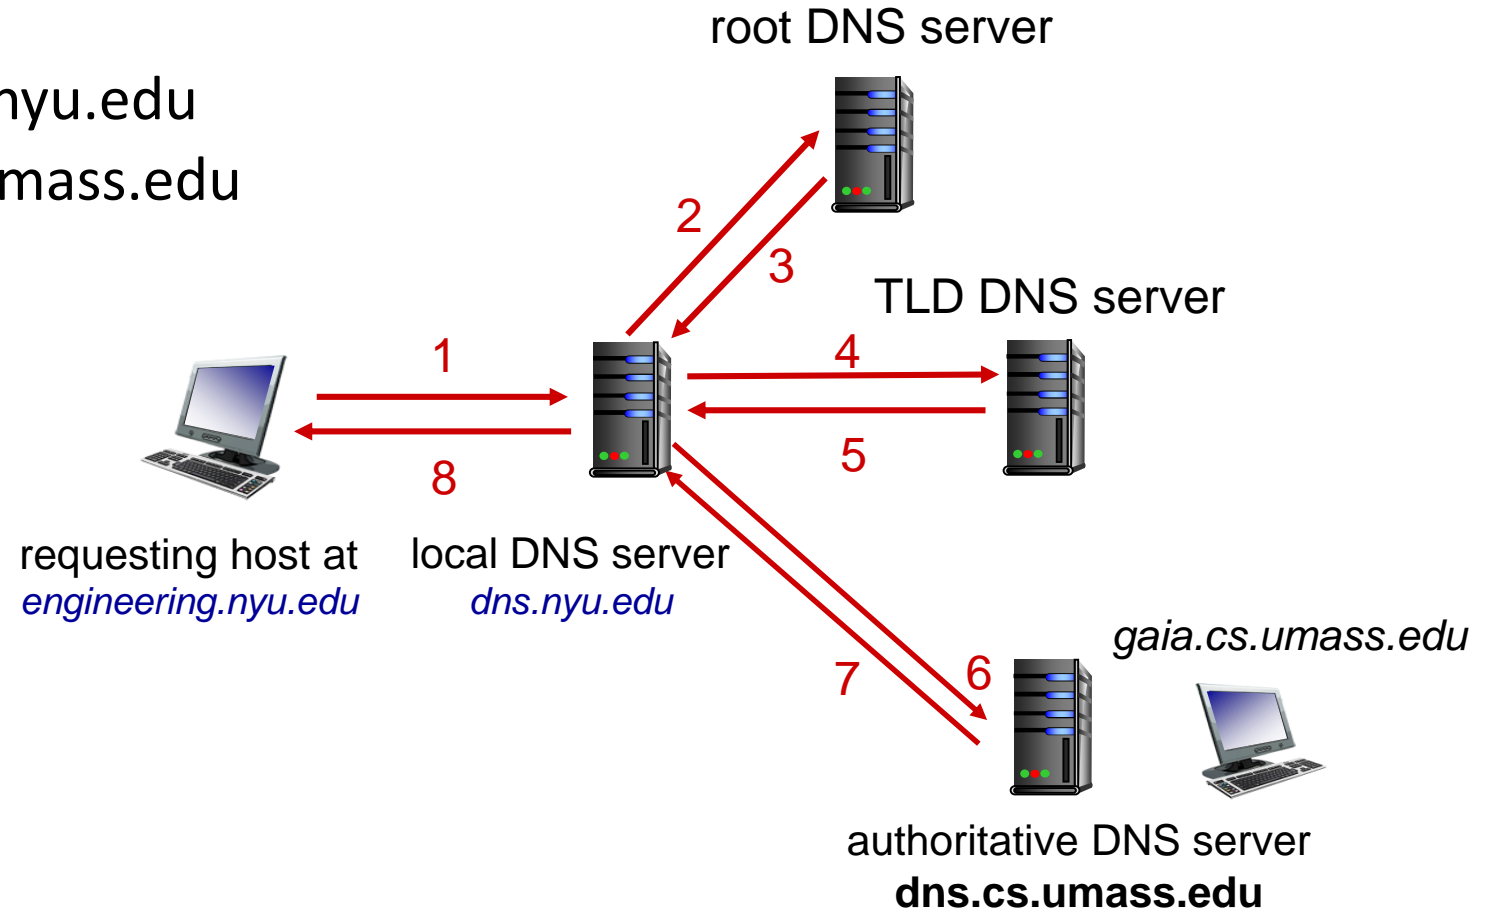 root DNS server
nyu.edu
mass.edu
2
3
TLD DNS server
1
4
8
5
requesting host at
engineering.nyu.edu
local DNS server
dns.nyu.edu
gaia.cs.umass.edu
7
6
authoritative DNS server
dns.cs.umass.edu